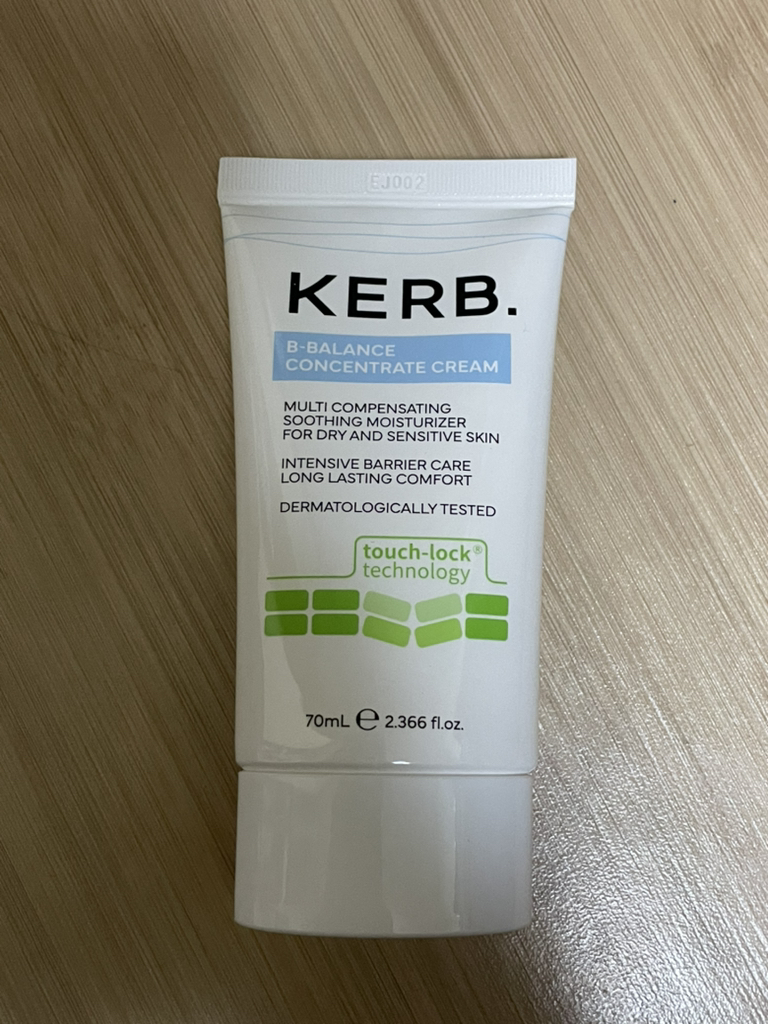 EJ002
KERB.
B-BALANCE
CONCENTRATE CREAM
MULTI COMPENSATING
SOOTHING MOISTURIZER
FOR DRY AND SENSITIVE SKIN
INTENSIVE BARRIER CARE
LONG LASTING COMFORT
DERMATOLOGICALLY TESTED
touch-lock®
technology
70mL ℮ 2.366 fl.oz.